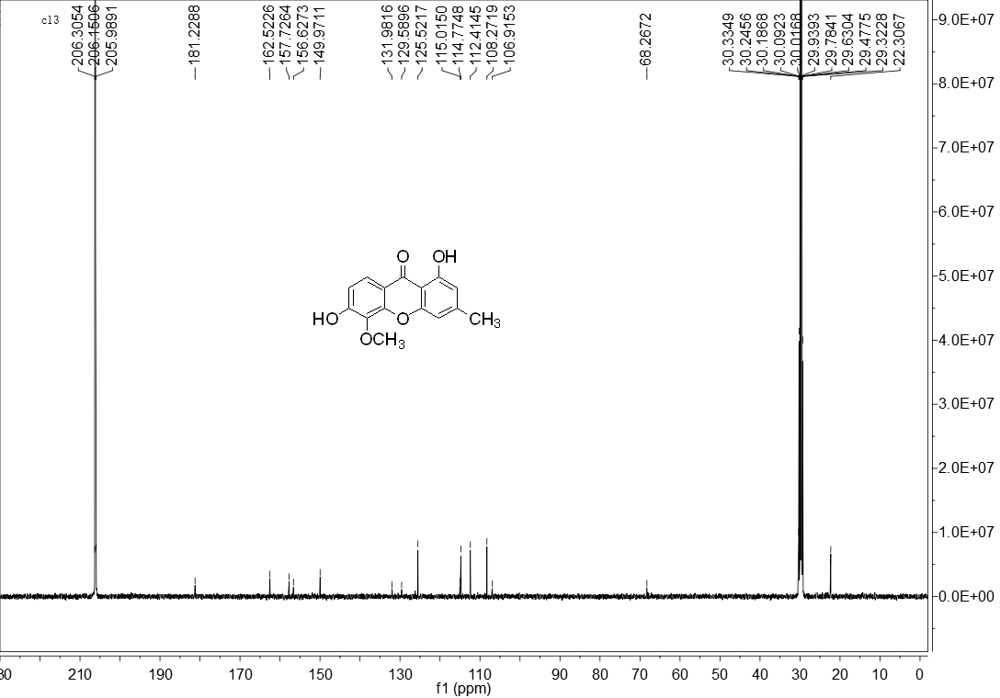 c13
206.3054
206.1506
205.9891
181.2288
162.5226
157.7264
156.6273
149.9711
131.9816
129.5896
125.5217
115.0150
114.7748
112.4145
108.2719
106.9153
68.2672
30.3349
30.2456
30.1868
30.0923
30.0168
29.9393
29.7841
29.6304
29.4775
29.3228
22.3067
9.0E+07
8.0E+07
7.0E+07
6.0E+07
5.0E+07
4.0E+07
3.0E+07
2.0E+07
1.0E+07
0.0E+00
O OH
HO O CH3
OCH3
30 210 190 170 150 130 110 90 80 70 60 50 40 30 20 10 0
f1 (ppm)